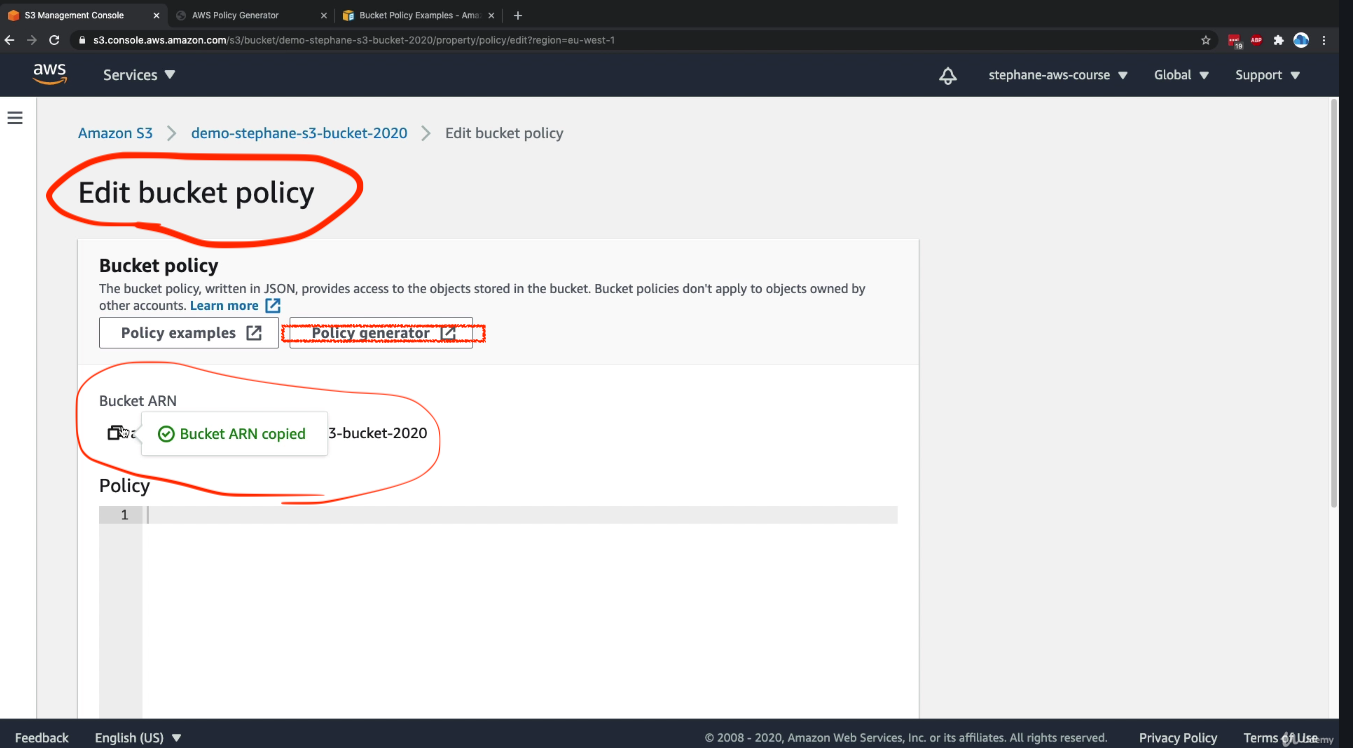 S3 Management Console
AWS Policy Generator
Bucket Policy Examples - Ama
s3.console.aws.amazon.com/s3/bucket/demo-stephane-s3-bucket-2020/property/policy/edit?region=eu-west-1
19
ABP
aws
Services
stephane-aws-course
Global
Support
Amazon S3
demo-stephane-s3-bucket-2020
Edit bucket policy
Edit bucket policy
Bucket policy
The bucket policy, written in JSON, provides access to the objects stored in the bucket. Bucket policies don't apply to objects owned by
other accounts. Learn more
Policy examples
Policy generator
Bucket ARN
Bucket ARN copied
3-bucket-2020
Policy
1
Feedback
English (US)
© 2008 - 2020, Amazon Web Services, Inc. or its affiliates. All rights reserved.
Privacy Policy
Terms of Use